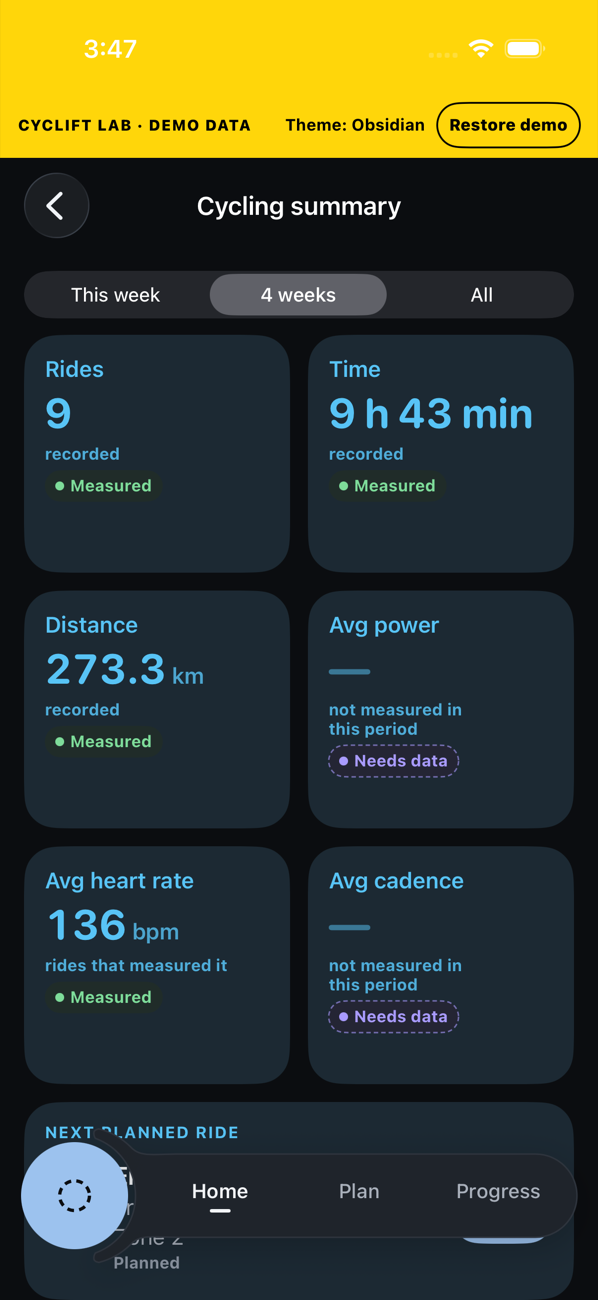 3:47
CYCLIFT LAB · DEMO DATA
Theme: Obsidian
Restore demo
Cycling summary
This week
4 weeks
All
Rides
9
recorded
Measured
Time
9 h 43 min
recorded
Measured
Distance
273.3 km
recorded
Measured
Avg power
—
not measured in
this period
Needs data
Avg heart rate
136 bpm
rides that measured it
Measured
Avg cadence
—
not measured in
this period
Needs data
NEXT PLANNED RIDE
Planned
Home
Plan
Progress